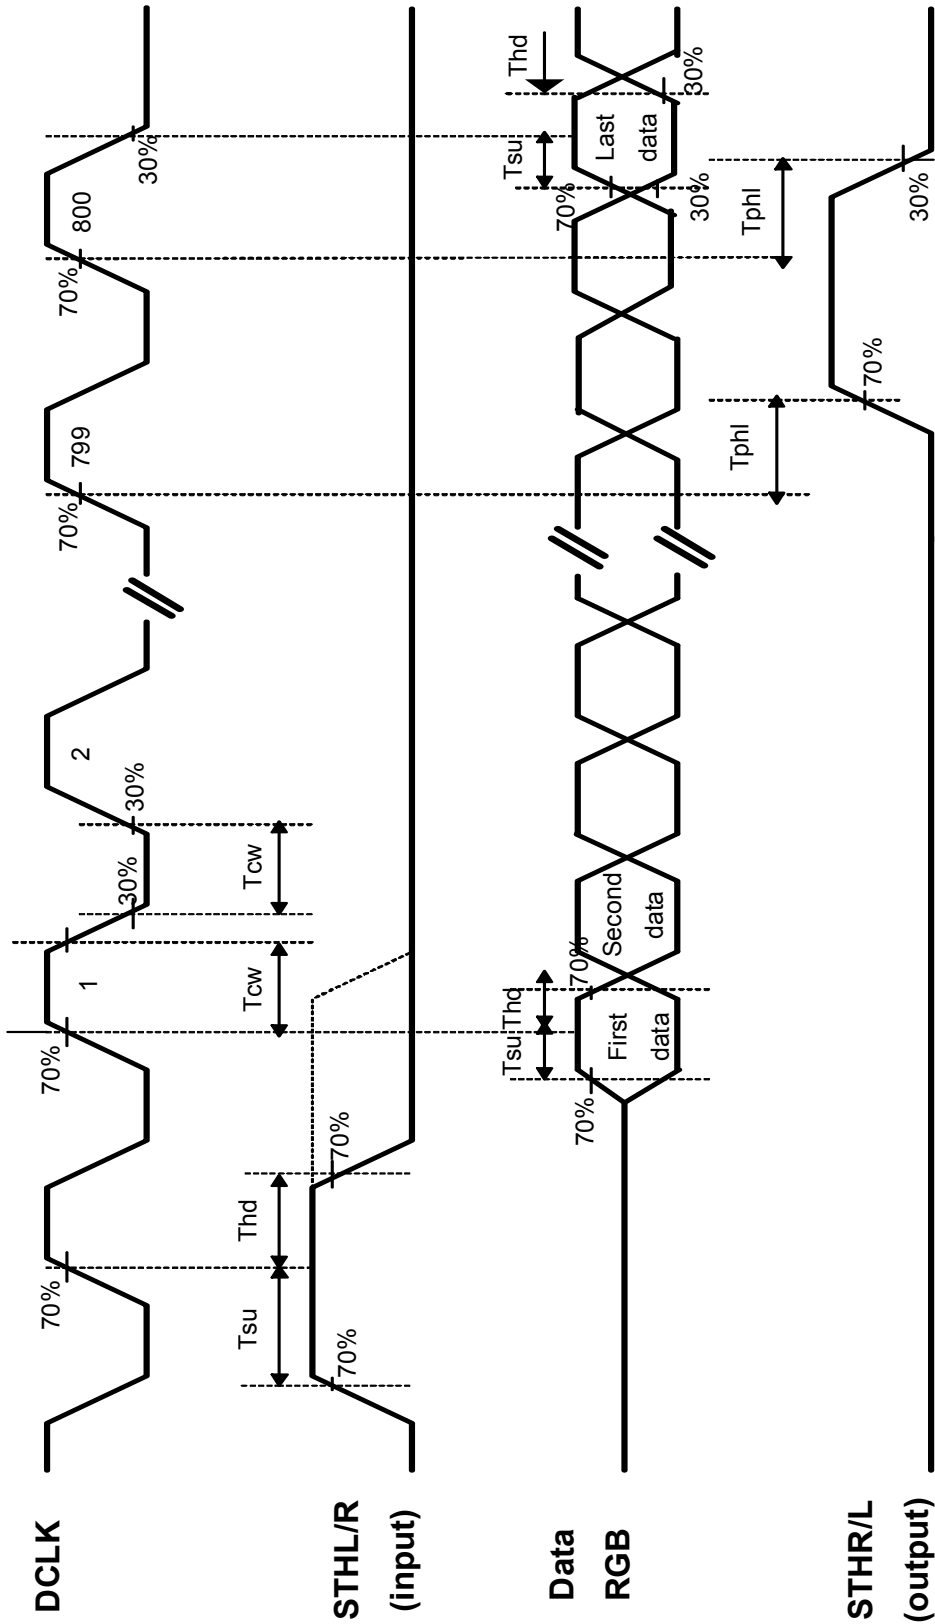 DCLK
70%
70%
1
30%
30%
2
70%
799
70%
800
30%
STHL/R
(input)
Tsu
Thd
Tcw
Tcw
70%
70%
Data
RGB
Tsu
Thd
70%
First
data
70%
Second
data
Tsu
Thd
70%
30%
Last
data
30%
STHR/L
(output)
Tphl
Tphl
70%
30%